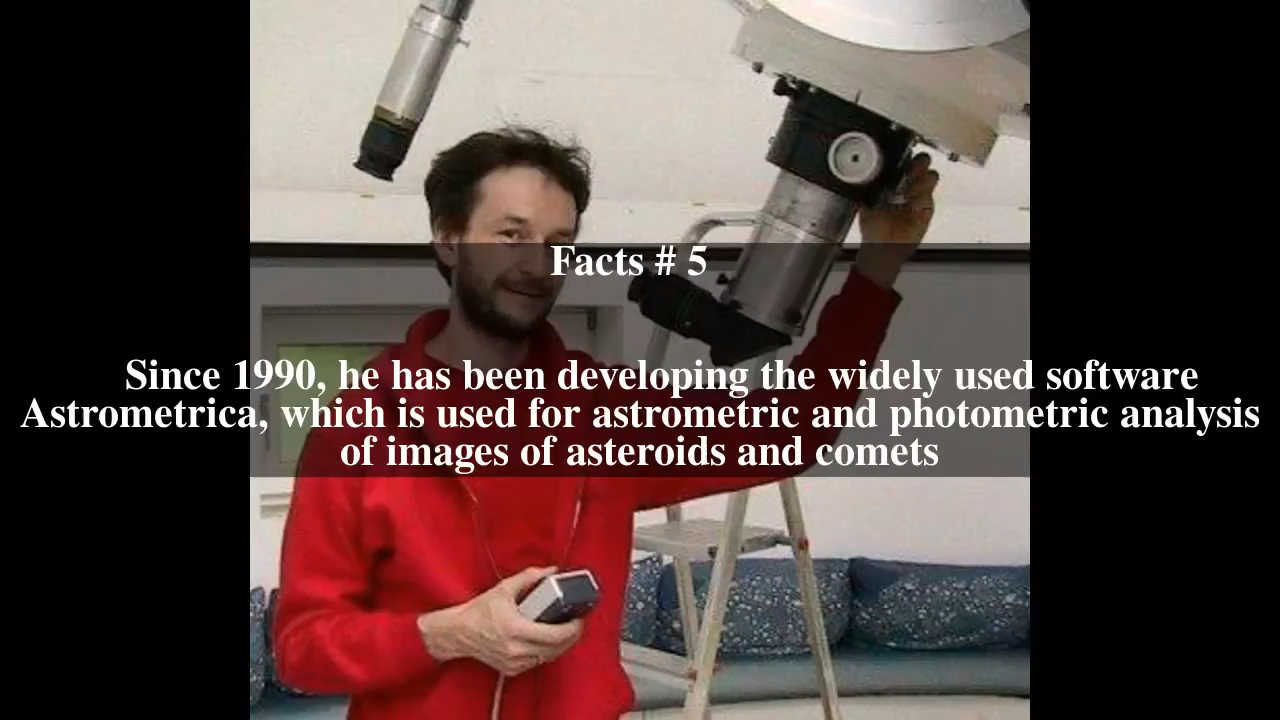 Facts # 5
Since 1990, he has been developing the widely used software
Astrometrica, which is used for astrometric and photometric analysis
of images of asteroids and comets